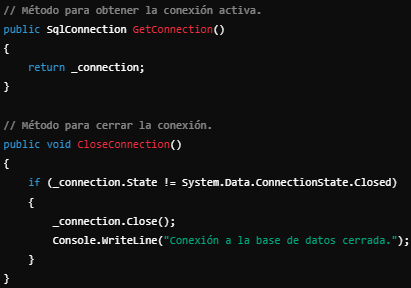 // Método para obtener la conexión activa.
public SqlConnection GetConnection()
{
    return _connection;
}

// Método para cerrar la conexión.
public void CloseConnection()
{
    if (_connection.State != System.Data.ConnectionState.Closed)
    {
        _connection.Close();
        Console.WriteLine("Conexión a la base de datos cerrada.");
    }
}